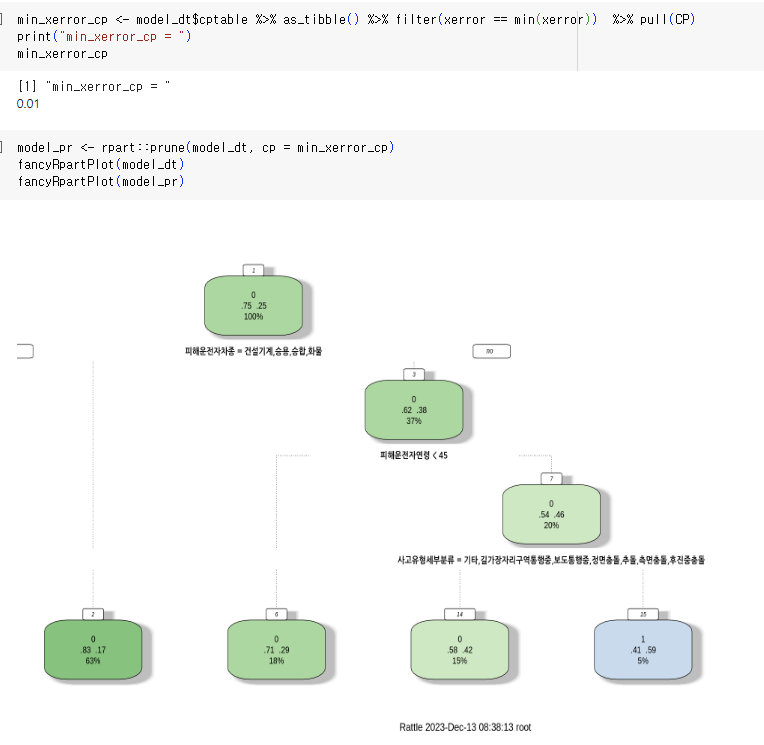 min_xerror_cp <- model_dt$cptable %>% as_tibble() %>% filter(xerror == min(xerror))  %>% pull(CP)
print("min_xerror_cp = ")
min_xerror_cp
[1] "min_xerror_cp = "
0.01
model_pr <- rpart::prune(model_dt, cp = min_xerror_cp)
fancyRpartPlot(model_dt)
fancyRpartPlot(model_pr)
1
0
.75 .25
100%
피해운전자차종 = 건설기계,승용,승합,화물
no
3
0
.62 .38
37%
피해운전자연령 < 45
7
0
.54 .46
20%
사고유형세부분류 = 기타,길가장자리구역통행중,보도통행중,정면충돌,추돌,측면충돌,후진중충돌
2
0
.83 .17
63%
6
0
.71 .29
18%
14
0
.58 .42
15%
15
1
.41 .59
5%
Rattle 2023-Dec-13 08:38:13 root